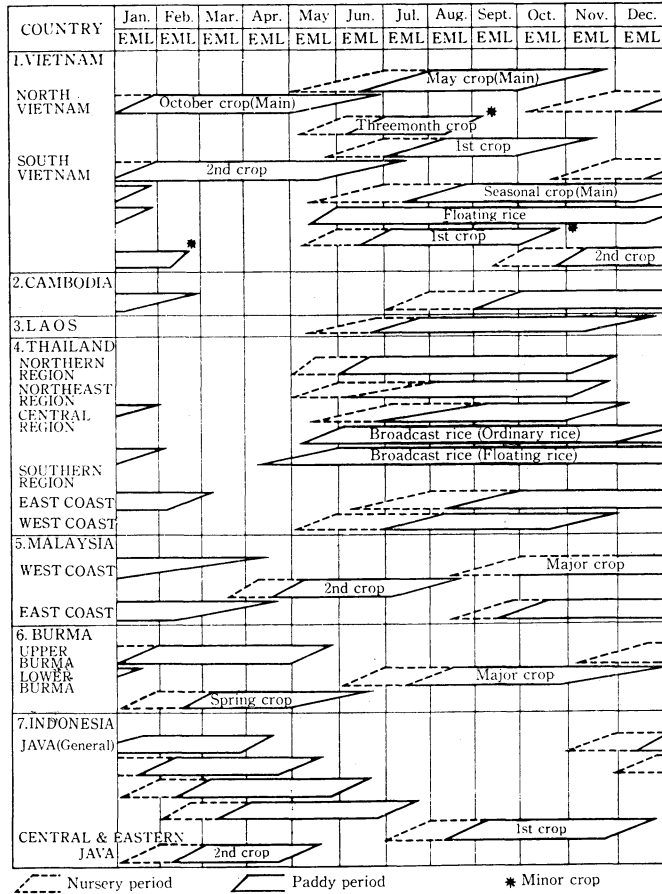 COUNTRY Jan. Feb. Mar. Apr. May Jun. Jul. Aug. Sept. Oct. Nov. Dec.
EML EML EML EML EML EML EML EML EML EML EML EML
1.VIETNAM
May crop(Main)
NORTH VIETNAM
October crop(Main)
Threemonth crop
1st crop
SOUTH VIETNAM
2nd crop
Seasonal crop(Main)
Floating rice
1st crop
2nd crop
2.CAMBODIA
3.LAOS
4.THAILAND
NORTHERN REGION
NORTHEAST REGION
CENTRAL REGION
Broadcast rice (Ordinary rice)
Broadcast rice (Floating rice)
SOUTHERN REGION
EAST COAST
WEST COAST
5.MALAYSIA
WEST COAST
Major crop
2nd crop
EAST COAST
6.BURMA
UPPER BURMA
LOWER BURMA
Major crop
Spring crop
7.INDONESIA
JAVA(General)
CENTRAL & EASTERN JAVA
1st crop
2nd crop
Nursery period Paddy period * Minor crop